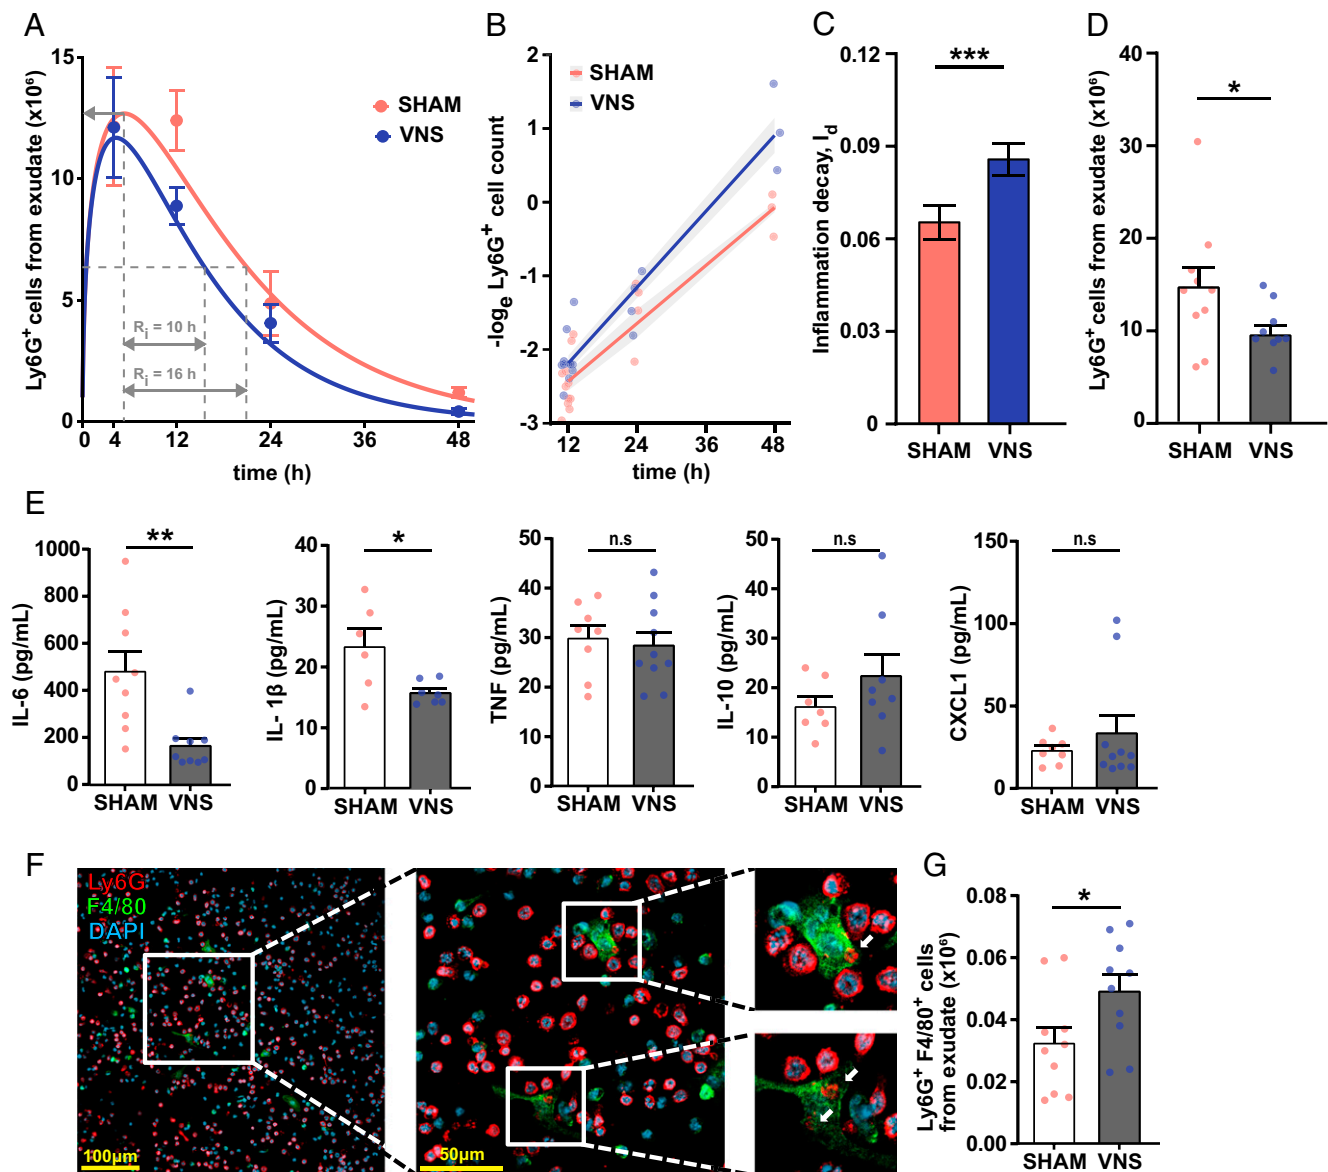 A
Ly6G+ cells from exudate (x10⁶)
15
10
5
0
0
4
12
24
36
48
time (h)
SHAM
VNS
Ri = 10 h
Ri = 16 h
B
-loge Ly6G+ cell count
2
1
0
-1
-2
-3
12
24
36
48
time (h)
SHAM
VNS
C
Inflammation decay, Id
0.12
0.09
0.06
0.03
0
***
SHAM
VNS
D
Ly6G+ cells from exudate (x10⁶)
40
30
20
10
0
*
SHAM
VNS
E
IL-6 (pg/mL)
1000
800
600
400
200
0
**
SHAM
VNS
IL- 1β (pg/mL)
40
30
20
10
0
*
SHAM
VNS
TNF (pg/mL)
50
40
30
20
10
0
n.s
SHAM
VNS
IL-10 (pg/mL)
50
40
30
20
10
0
n.s
SHAM
VNS
CXCL1 (pg/mL)
150
100
50
0
n.s
SHAM
VNS
F
Ly6G
F4/80
DAPI
100µm
50µm
G
Ly6G+ F4/80+ cells
from exudate (x10⁶)
0.08
0.06
0.04
0.02
0.00
*
SHAM
VNS